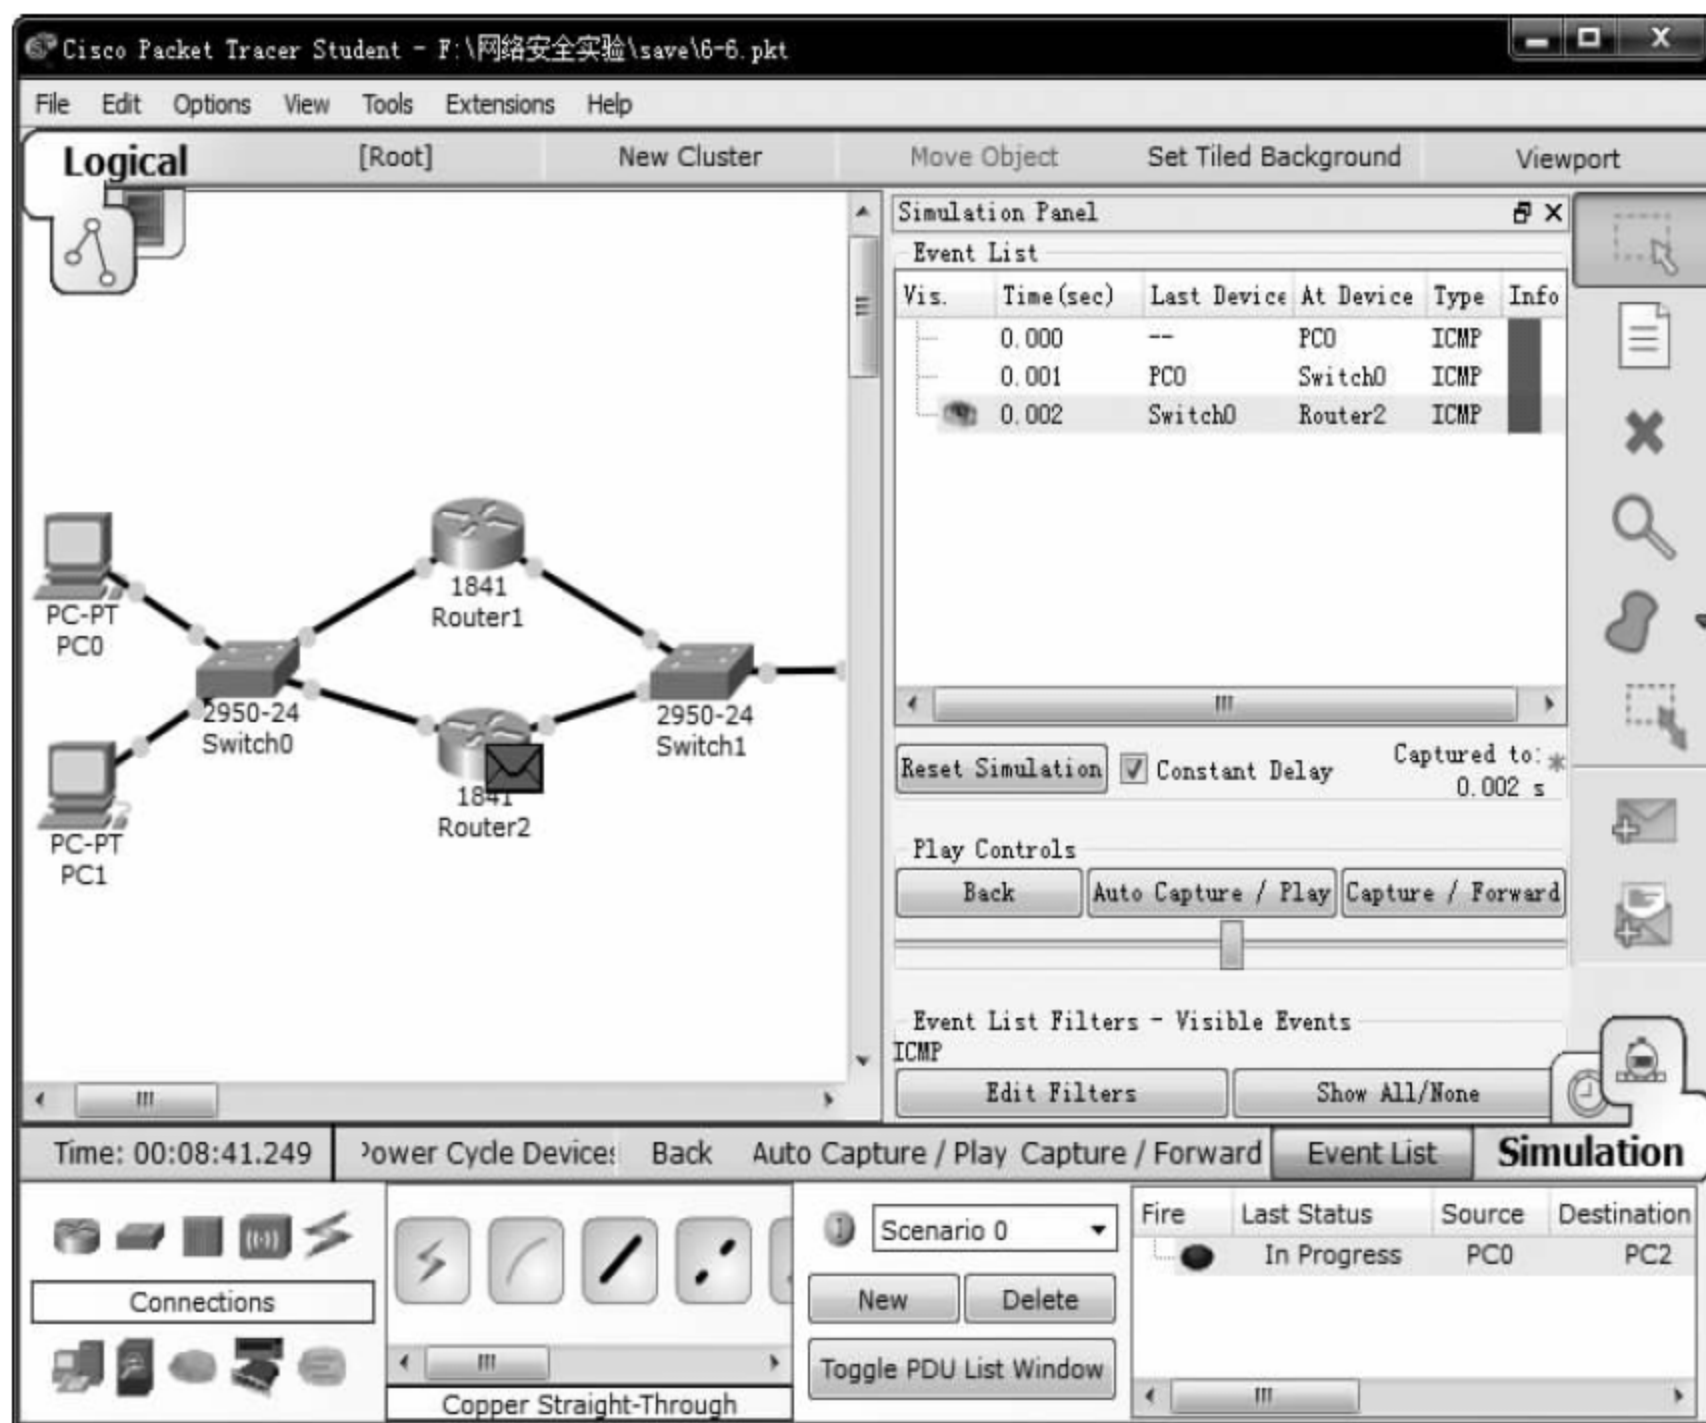 Cisco Packet Tracer Student - F:\网络安全实验\save\6-6.pkt
File Edit Options View Tools Extensions Help
Logical [Root] New Cluster Move Object Set Tiled Background Viewport
Simulation Panel
Event List
Vis. Time(sec) Last Device At Device Type Info
0.000 -- PC0 ICMP
0.001 PC0 Switch0 ICMP
0.002 Switch0 Router2 ICMP
1841
Router1
PC-PT
PC0
2950-24
Switch0
2950-24
Switch1
1841
Router2
PC-PT
PC1
Reset Simulation Constant Delay Captured to: *
0.002 s
Play Controls
Back Auto Capture / Play Capture / Forward
Event List Filters - Visible Events
ICMP
Edit Filters Show All/None
Time: 00:08:41.249 Power Cycle Devices Back Auto Capture / Play Capture / Forward Event List Simulation
Connections
Copper Straight-Through
Scenario 0
New Delete
Toggle PDU List Window
Fire Last Status Source Destination
In Progress PC0 PC2